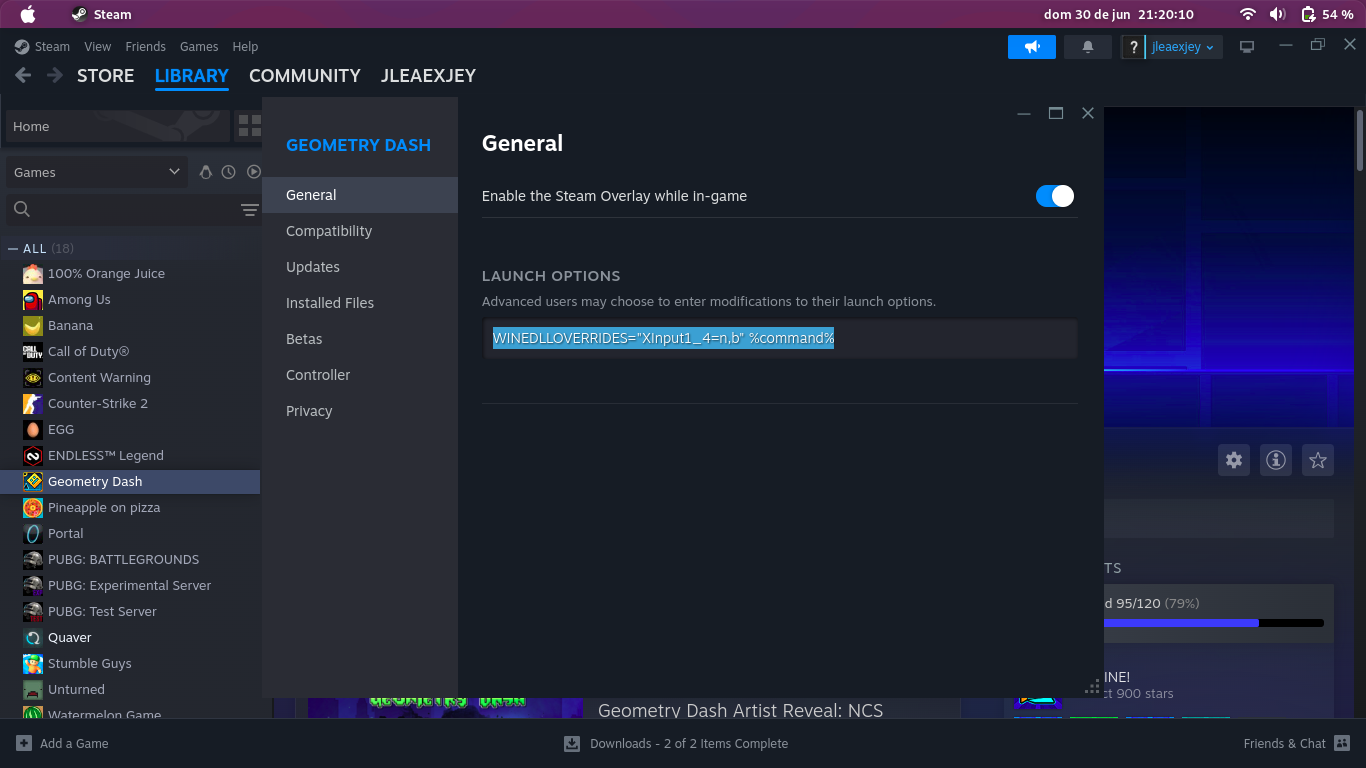 Steam
dom 30 de jun 21:20:10
54 %
Steam View Friends Games Help
? jleaexjey
STORE LIBRARY COMMUNITY JLEAEXJEY
Home
Games
ALL (18)
100% Orange Juice
Among Us
Banana
Call of Duty®
Content Warning
Counter-Strike 2
EGG
ENDLESS™ Legend
Geometry Dash
Pineapple on pizza
Portal
PUBG: BATTLEGROUNDS
PUBG: Experimental Server
PUBG: Test Server
Quaver
Stumble Guys
Unturned
Watermelon Game
GEOMETRY DASH
General
Compatibility
Updates
Installed Files
Betas
Controller
Privacy
General
Enable the Steam Overlay while in-game
LAUNCH OPTIONS
Advanced users may choose to enter modifications to their launch options.
WINEDLLOVERRIDES="XInput1_4=n,b" %command%
TS
d 95/120 (79%)
INE!
ct 900 stars
GEOMETRY DASH
Geometry Dash Artist Reveal: NCS
Add a Game
Downloads - 2 of 2 Items Complete
Friends & Chat